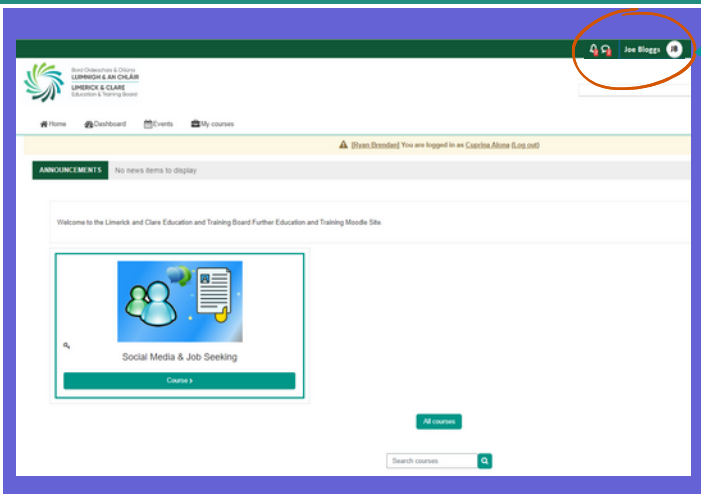 Joe Bloggs JB
Bord Oideachais & Oiliúna
LUIMNIGH & AN CHLÁIR
LIMERICK & CLARE
Education & Training Board
Home Dashboard Events My courses
[Ryan Brendan] You are logged in as Cuprina Alona (Log out)
ANNOUNCEMENTS No news items to display
Welcome to the Limerick and Clare Education and Training Board Further Education and Training Moodle Site
Social Media & Job Seeking
Course
All courses
Search courses